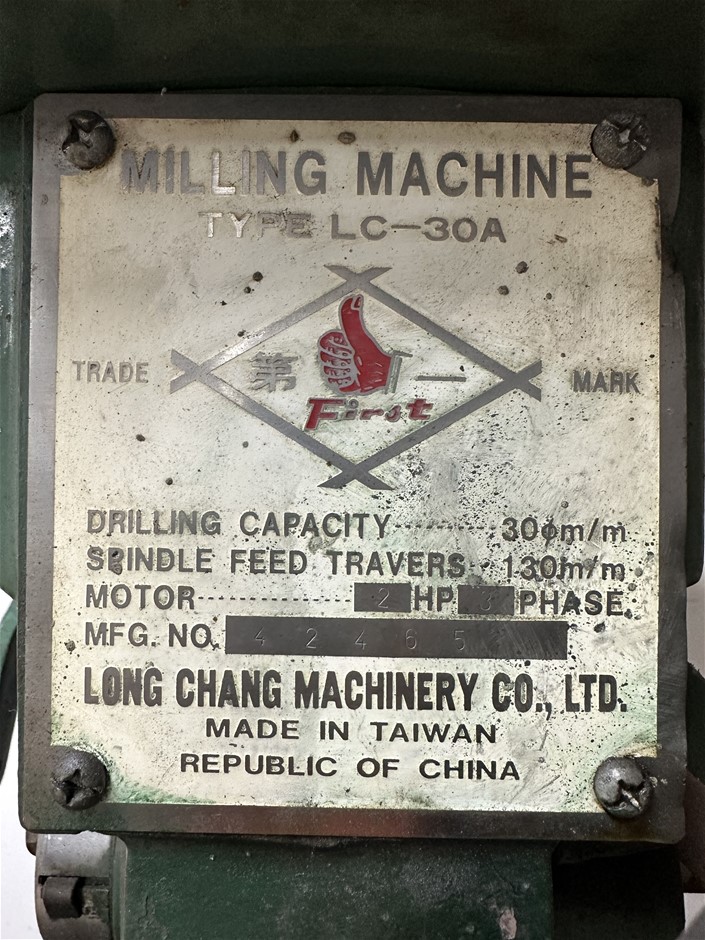 MILLING MACHINE
TYPE LC-30A
TRADE 第 一 MARK
First
DRILLING CAPACITY········30ϕm/m
SPINDLE FEED TRAVERS··130m/m
MOTOR···············2 HP 3 PHASE.
MFG. NO. 42465
LONG CHANG MACHINERY CO., LTD.
MADE IN TAIWAN
REPUBLIC OF CHINA